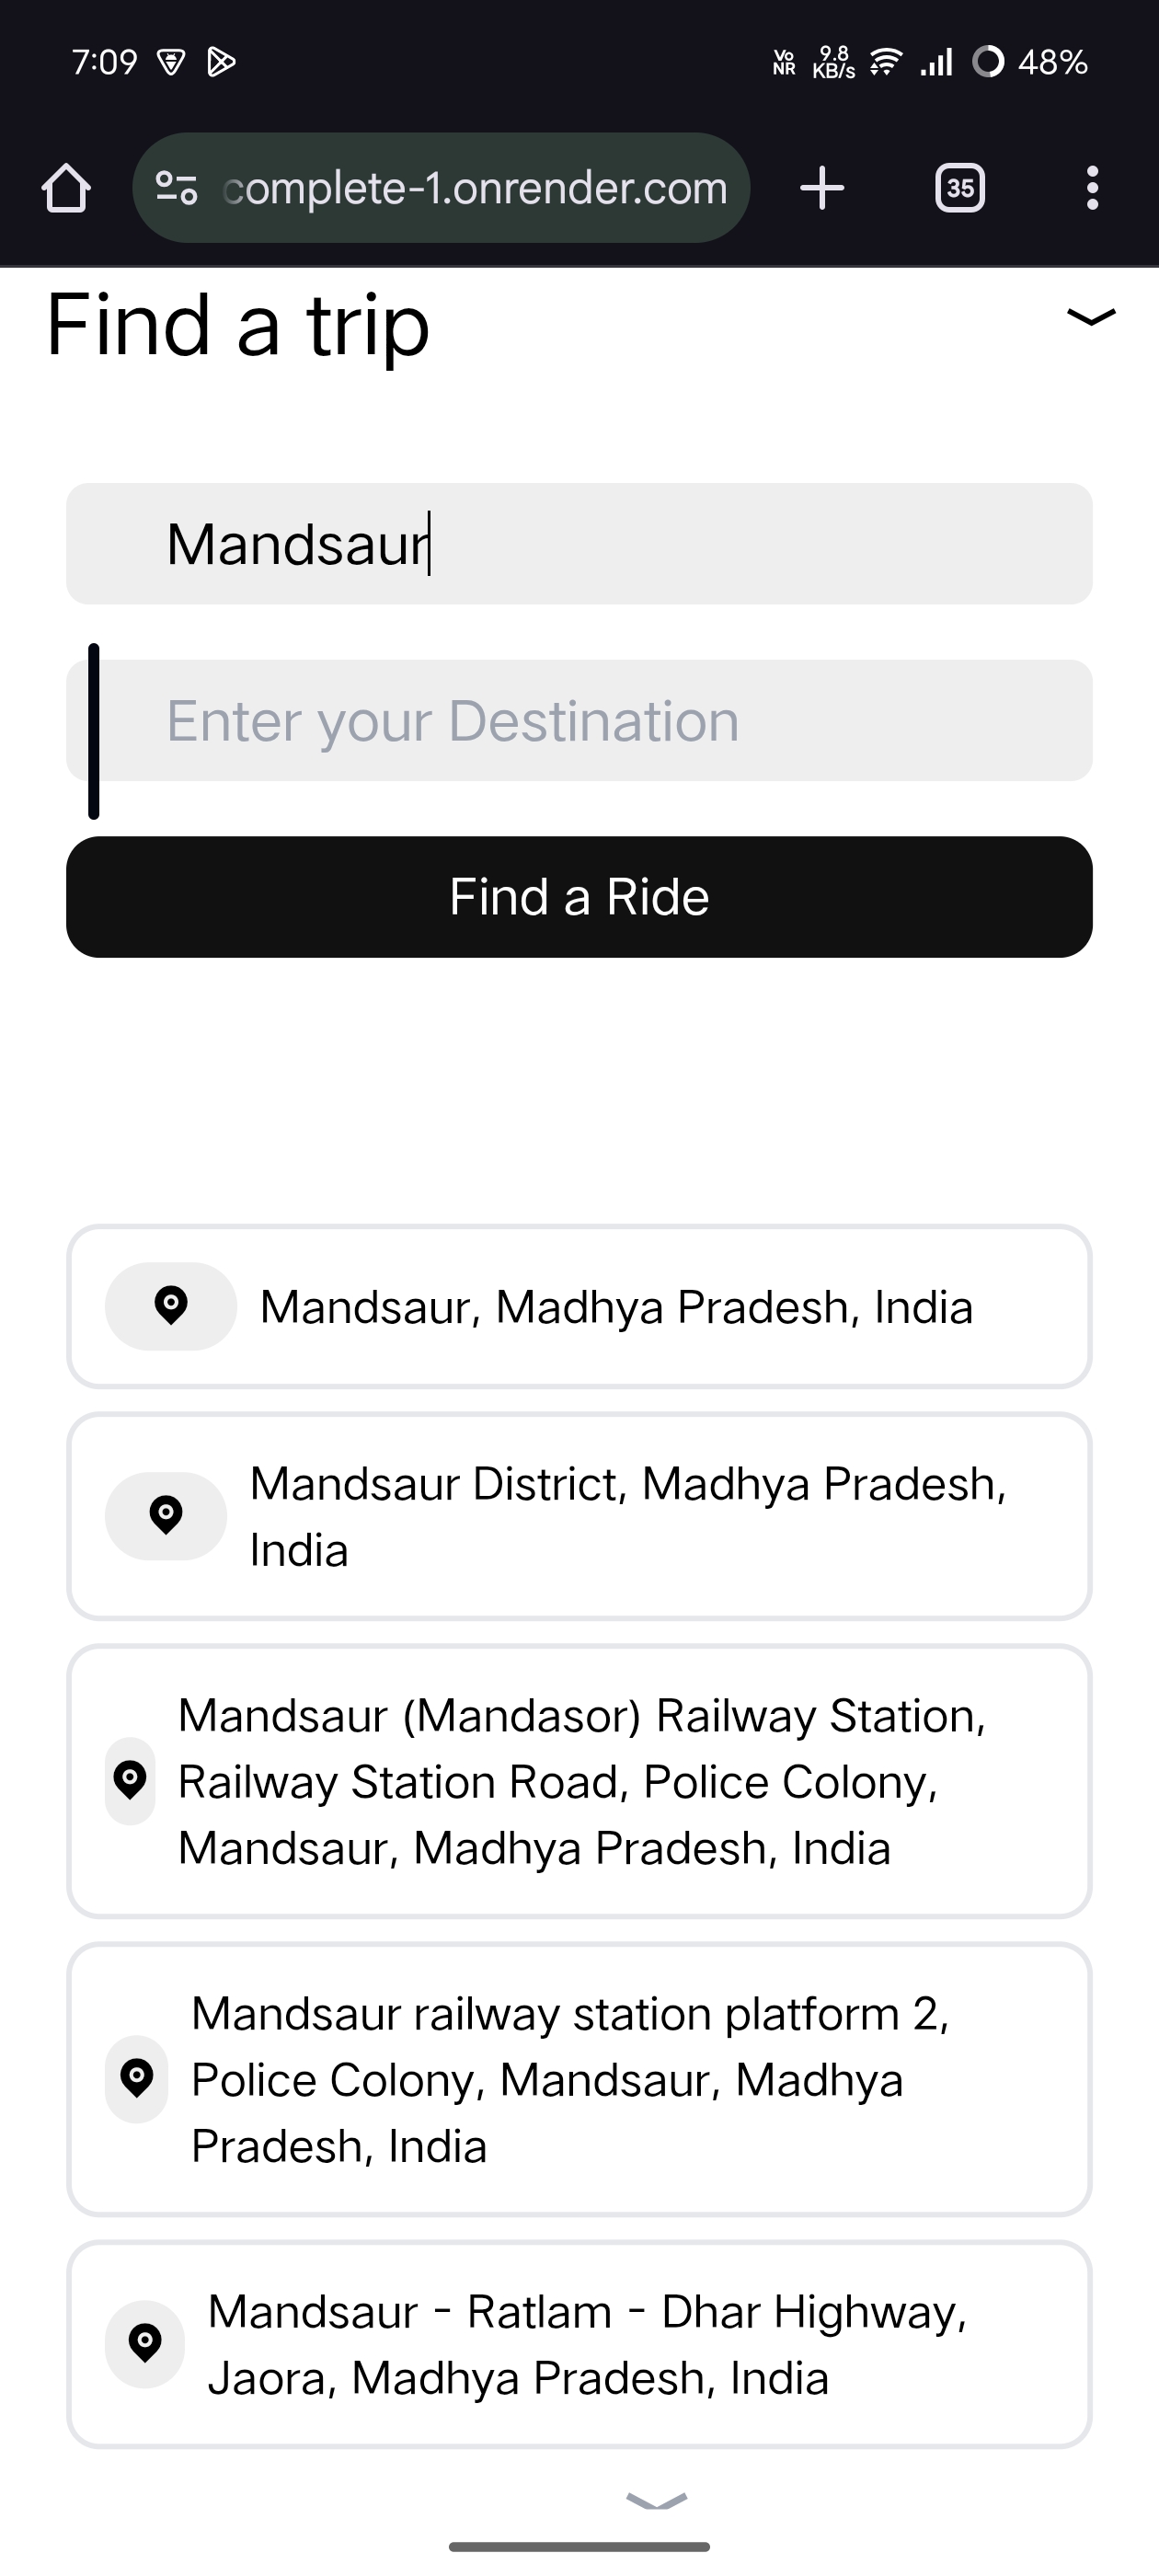 7:09
Vo
NR
9.8
KB/s
48%
complete-1.onrender.com
35
Find a trip
Mandsaur
Enter your Destination
Find a Ride
Mandsaur, Madhya Pradesh, India
Mandsaur District, Madhya Pradesh,
India
Mandsaur (Mandasor) Railway Station,
Railway Station Road, Police Colony,
Mandsaur, Madhya Pradesh, India
Mandsaur railway station platform 2,
Police Colony, Mandsaur, Madhya
Pradesh, India
Mandsaur - Ratlam - Dhar Highway,
Jaora, Madhya Pradesh, India